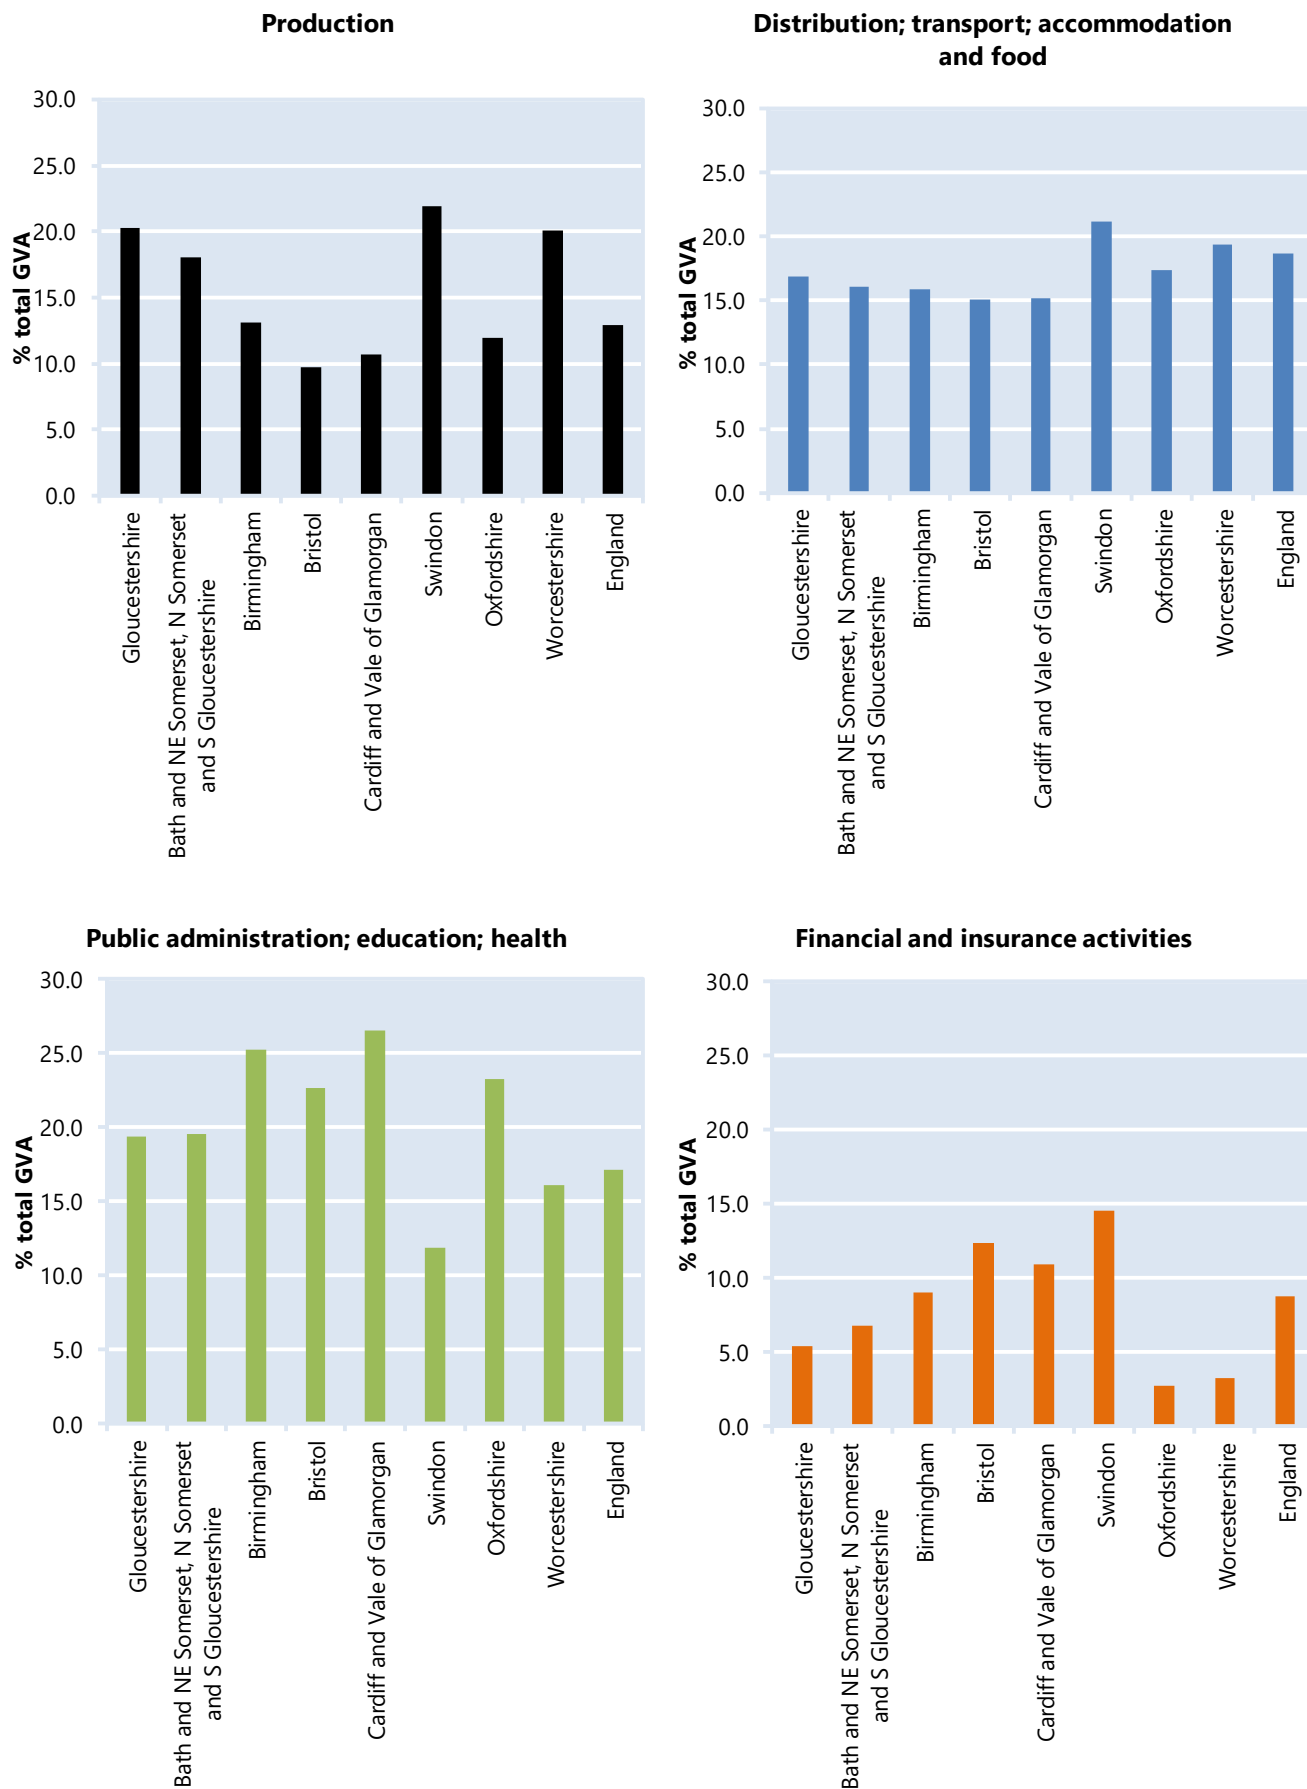 Production
30.0
25.0
20.0
15.0
10.0
5.0
0.0
% total GVA
Gloucestershire
Bath and NE Somerset, N Somerset
and S Gloucestershire
Birmingham
Bristol
Cardiff and Vale of Glamorgan
Swindon
Oxfordshire
Worcestershire
England
Distribution; transport; accommodation
and food
30.0
25.0
20.0
15.0
10.0
5.0
0.0
% total GVA
Gloucestershire
Bath and NE Somerset, N Somerset
and S Gloucestershire
Birmingham
Bristol
Cardiff and Vale of Glamorgan
Swindon
Oxfordshire
Worcestershire
England
Public administration; education; health
30.0
25.0
20.0
15.0
10.0
5.0
0.0
% total GVA
Gloucestershire
Bath and NE Somerset, N Somerset
and S Gloucestershire
Birmingham
Bristol
Cardiff and Vale of Glamorgan
Swindon
Oxfordshire
Worcestershire
England
Financial and insurance activities
30.0
25.0
20.0
15.0
10.0
5.0
0.0
% total GVA
Gloucestershire
Bath and NE Somerset, N Somerset
and S Gloucestershire
Birmingham
Bristol
Cardiff and Vale of Glamorgan
Swindon
Oxfordshire
Worcestershire
England